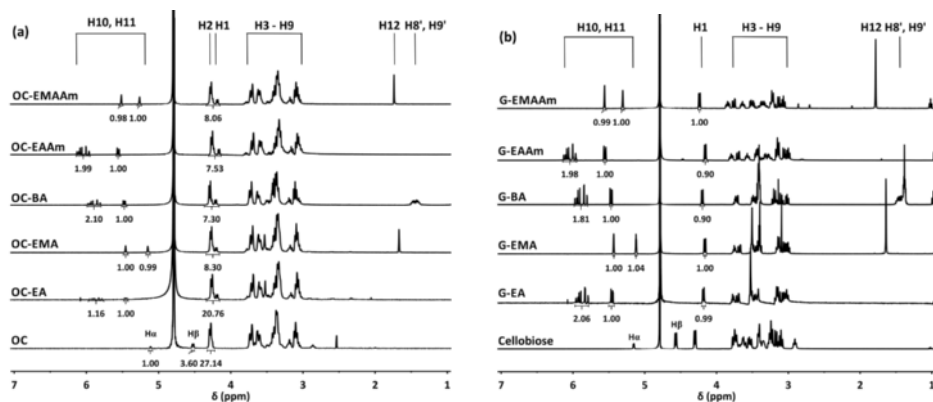 (a)
H10, H11
H2 H1
H3 - H9
H12 H8', H9'
OC-EMAAm
0.98 1.00
8.06
OC-EAAm
1.99
1.00
7.53
OC-BA
2.10
1.00
7.30
OC-EMA
1.00
0.99
8.30
OC-EA
1.16
1.00
20.76
OC
Hα
Hβ
1.00
3.60 27.14
7 6 5 4 3 2 1
δ (ppm)
(b)
H10, H11
H1
H3 - H9
H12 H8', H9'
G-EMAAm
0.99 1.00
1.00
G-EAAm
1.98
1.00
0.90
G-BA
1.81
1.00
0.90
G-EMA
1.00
1.04
1.00
G-EA
2.06
1.00
0.99
Cellobiose
Hα
Hβ
7 6 5 4 3 2 1
δ (ppm)